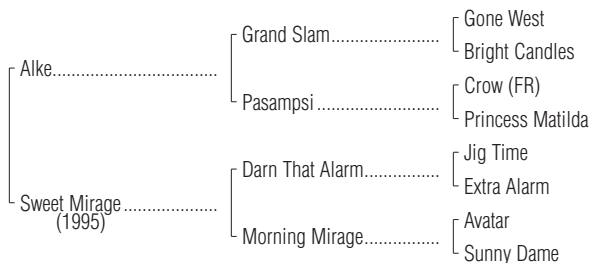 Gone West
Grand Slam........................
Bright Candles
Alke.....................................
Crow (FR)
Pasampsi ...........................
Princess Matilda
Jig Time
Darn That Alarm.................
Extra Alarm
Sweet Mirage.....................
(1995)
Avatar
Morning Mirage.................
Sunny Dame